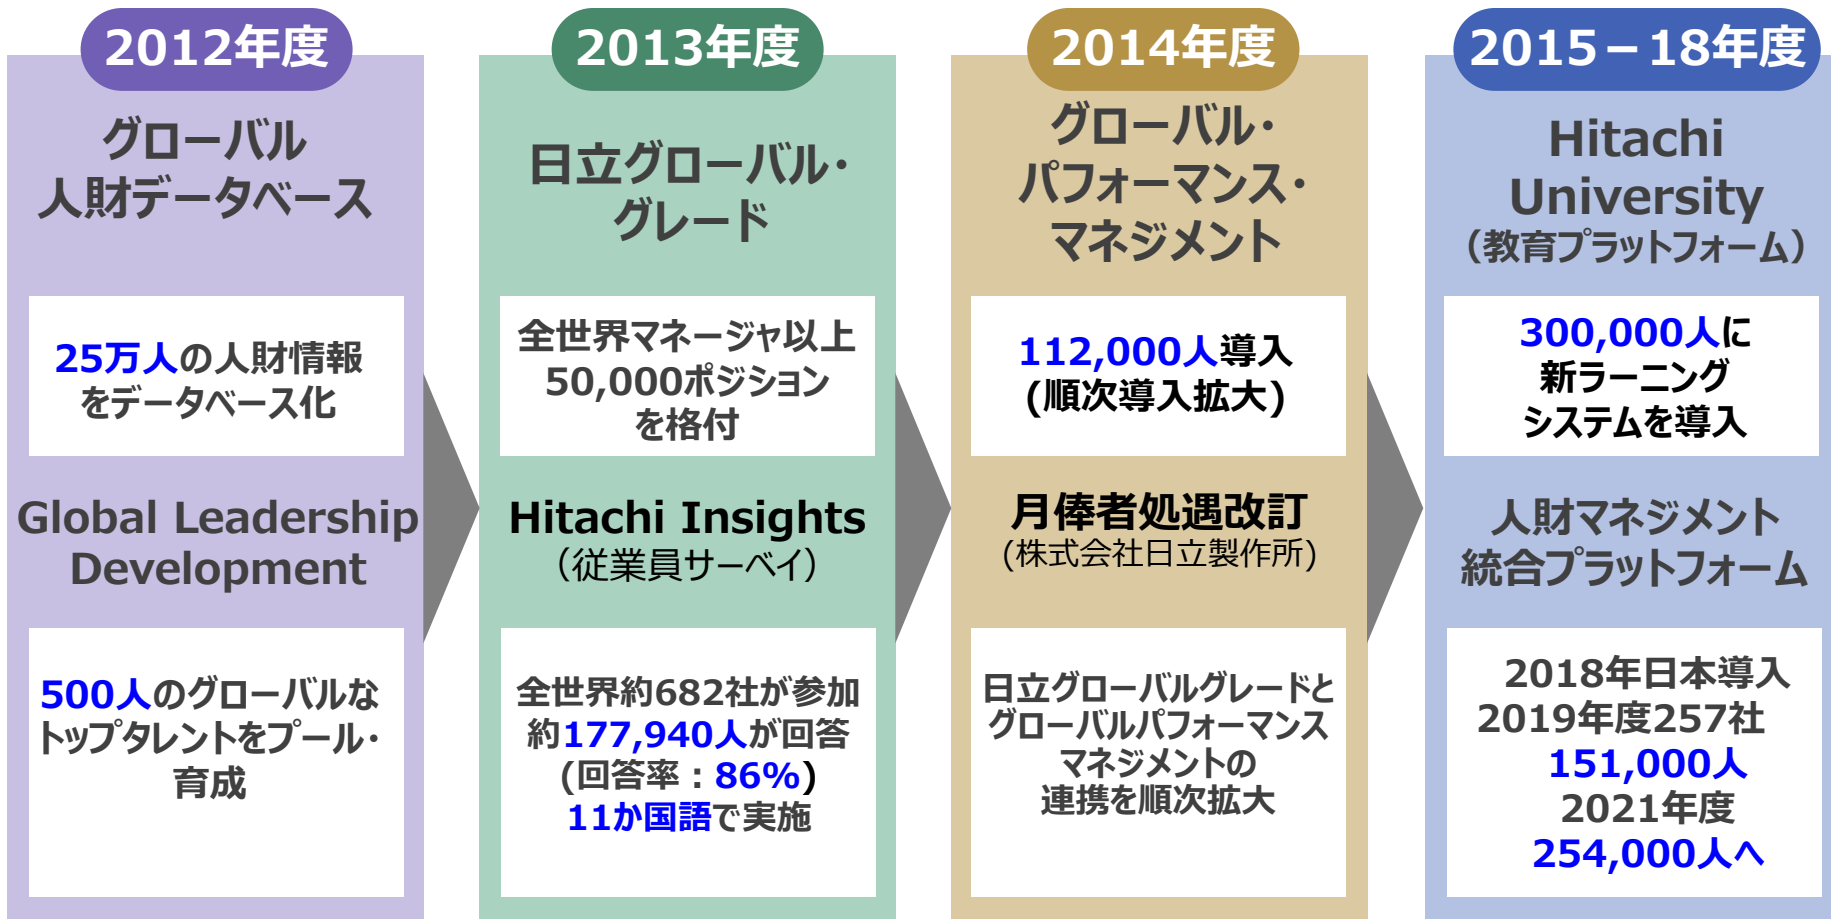 2012年度
グローバル
人財データベース
25万人の人財情報
をデータベース化
Global Leadership
Development
500人のグローバルな
トップタレントをプール・
育成
2013年度
日立グローバル・
グレード
全世界マネージャ以上
50,000ポジション
を格付
Hitachi Insights
（従業員サーベイ）
全世界約682社が参加
約177,940人が回答
(回答率：86%)
11か国語で実施
2014年度
グローバル・
パフォーマンス・
マネジメント
112,000人導入
(順次導入拡大)
月俸者処遇改訂
(株式会社日立製作所)
日立グローバルグレードと
グローバルパフォーマンス
マネジメントの
連携を順次拡大
2015－18年度
Hitachi
University
（教育プラットフォーム）
300,000人に
新ラーニング
システムを導入
人財マネジメント
統合プラットフォーム
2018年日本導入
2019年度257社
151,000人
2021年度
254,000人へ